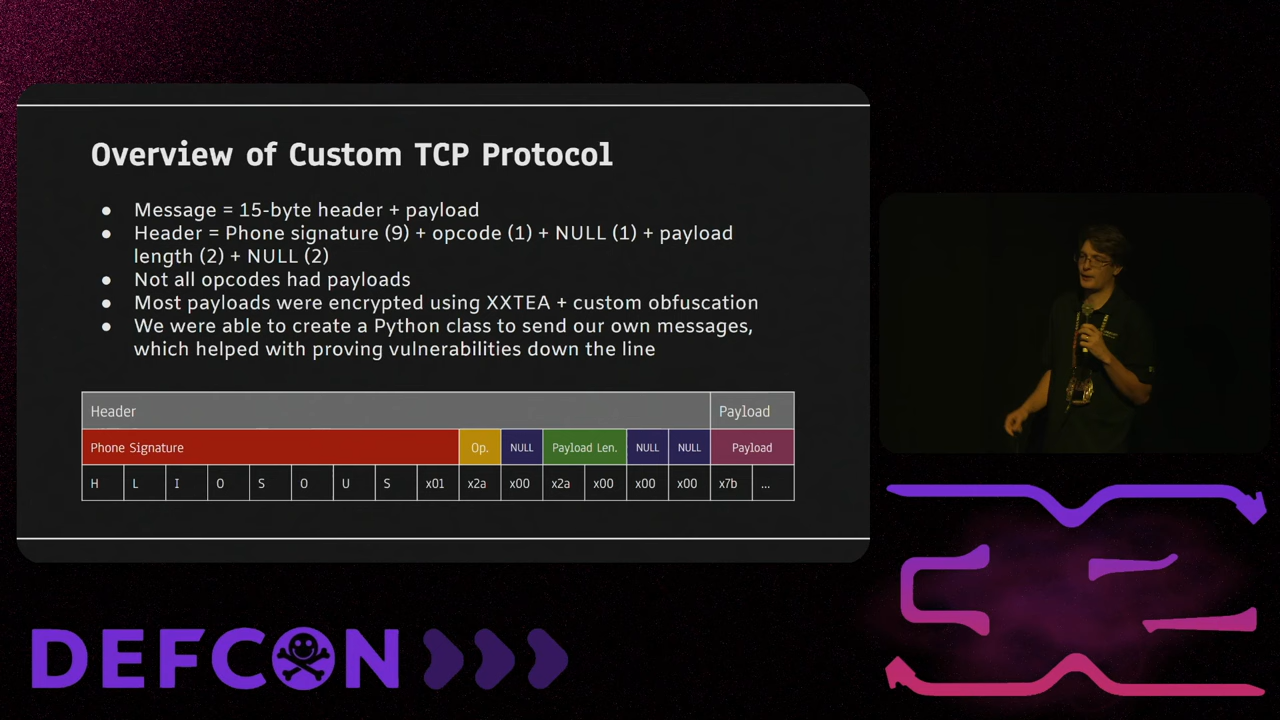 Overview of Custom TCP Protocol
● Message = 15-byte header + payload
● Header = Phone signature (9) + opcode (1) + NULL (1) + payload
length (2) + NULL (2)
● Not all opcodes had payloads
● Most payloads were encrypted using XXTEA + custom obfuscation
● We were able to create a Python class to send our own messages,
which helped with proving vulnerabilities down the line
Header Payload
Phone Signature Op. NULL Payload Len. NULL NULL Payload
H L I O S O U S x01 x2a x00 x2a x00 x00 x00 x7b ...
DEFCON